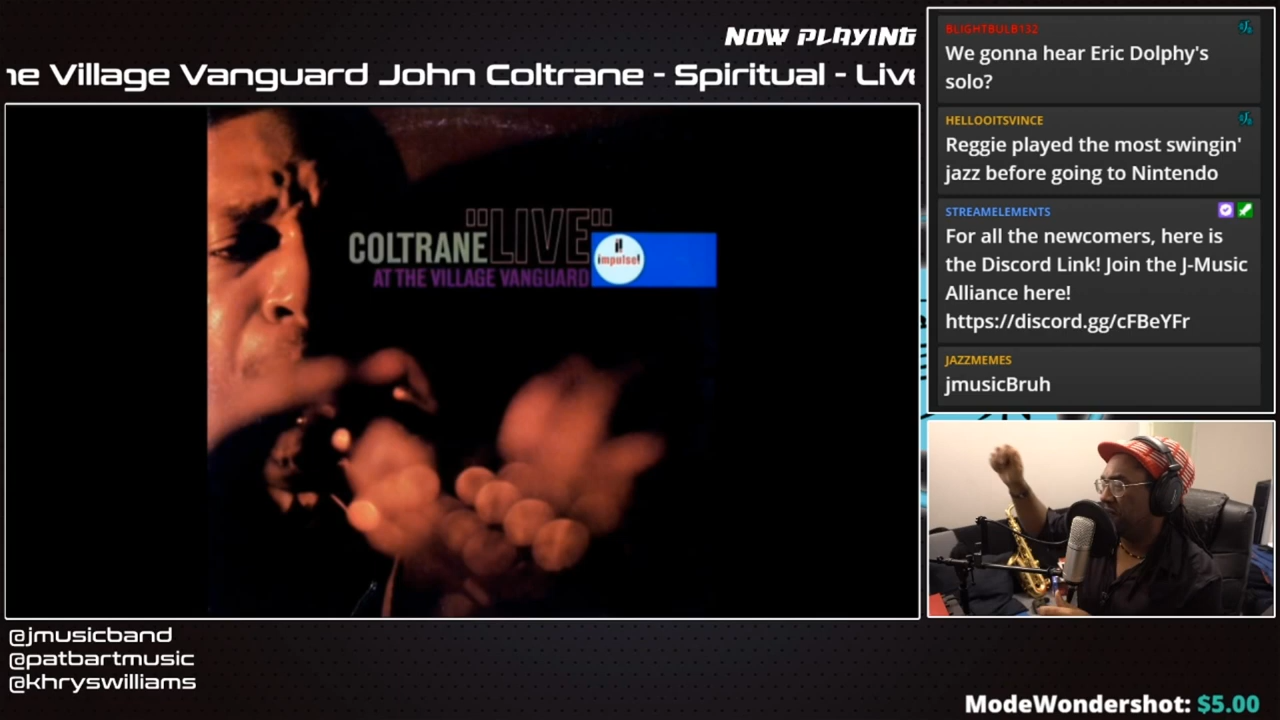 NOW PLAYING
ne Village Vanguard John Coltrane - Spiritual - Live
"LIVE"
COLTRANE
impulse!
AT THE VILLAGE VANGUARD
BLIGHTBULB132
We gonna hear Eric Dolphy's
solo?
HELLOOITSVINCE
Reggie played the most swingin'
jazz before going to Nintendo
STREAMELEMENTS
For all the newcomers, here is
the Discord Link! Join the J-Music
Alliance here!
https://discord.gg/cFBeYFr
JAZZMEMES
jmusicBruh
@jmusicband
@patbartmusic
@khryswilliams
ModeWondershot: $5.00